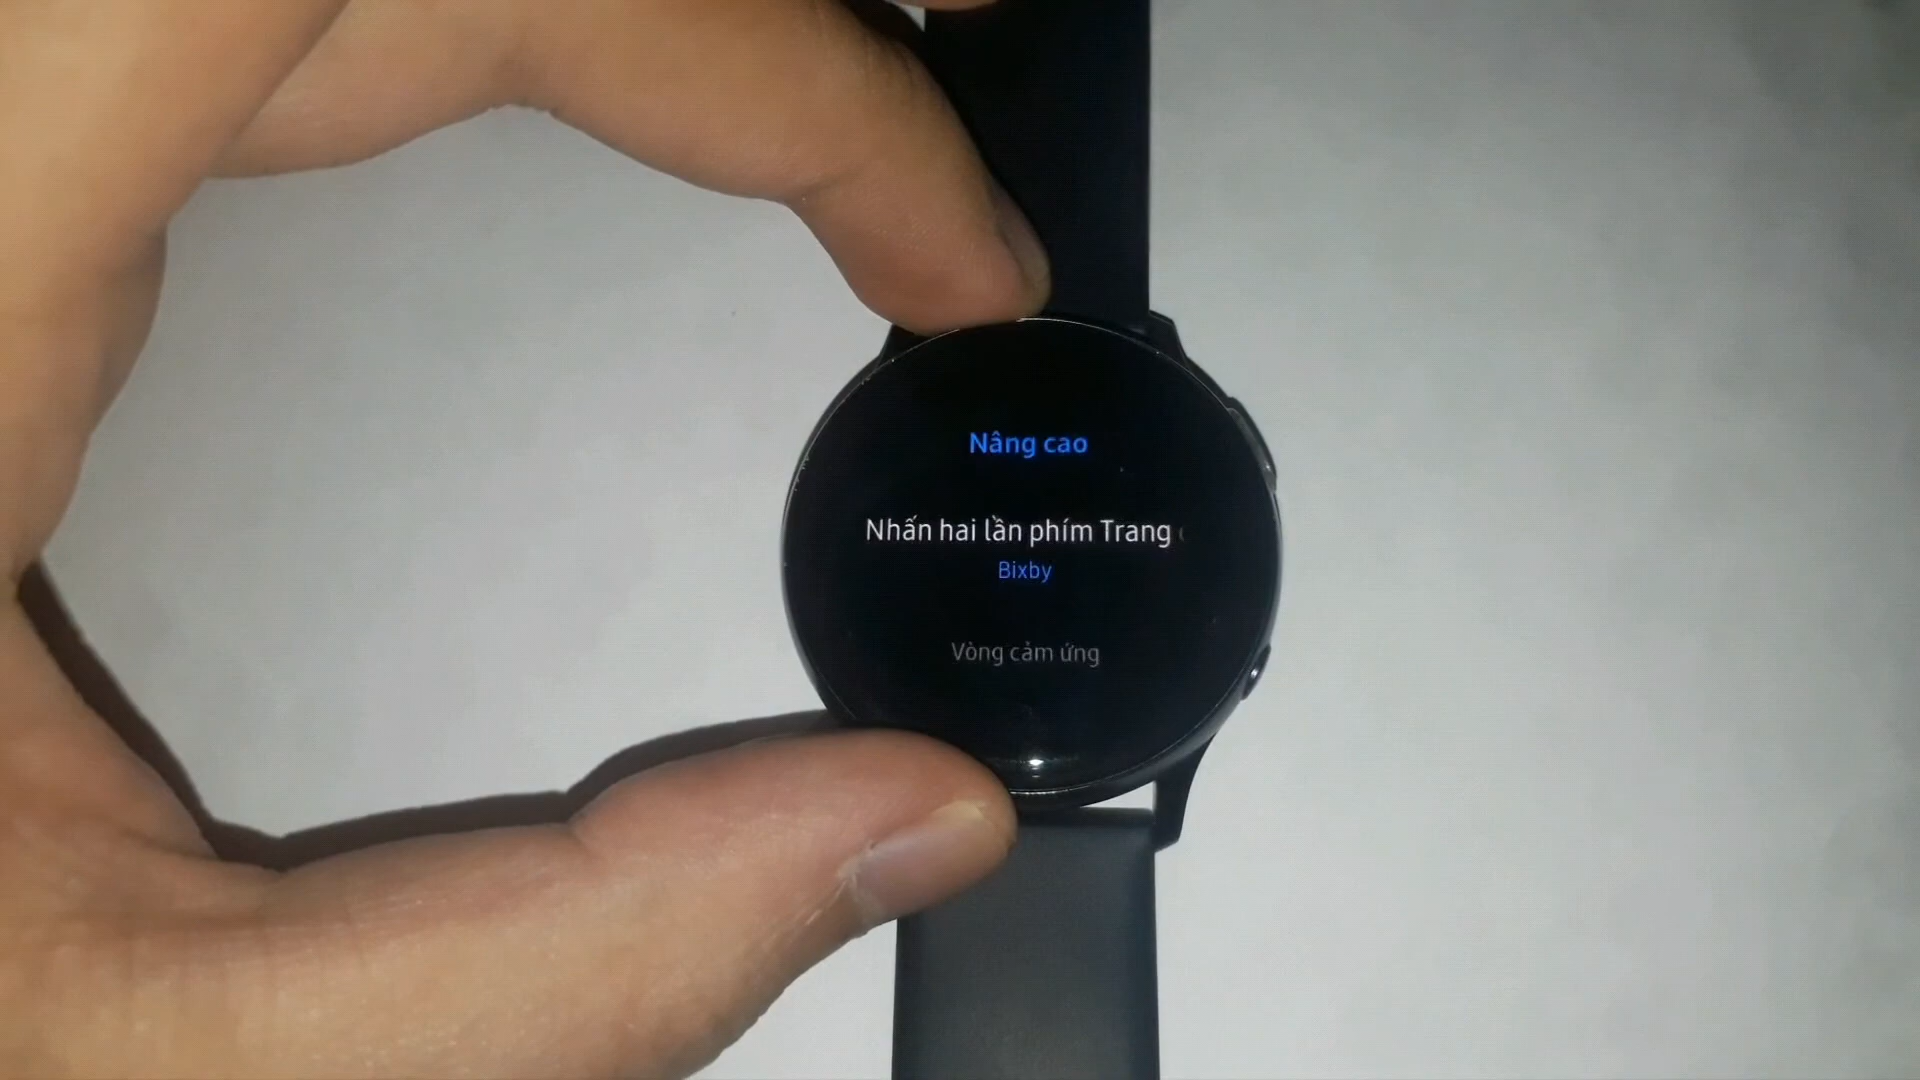 Nâng cao
Nhấn hai lần phím Trang
Bixby
Vòng cảm ứng